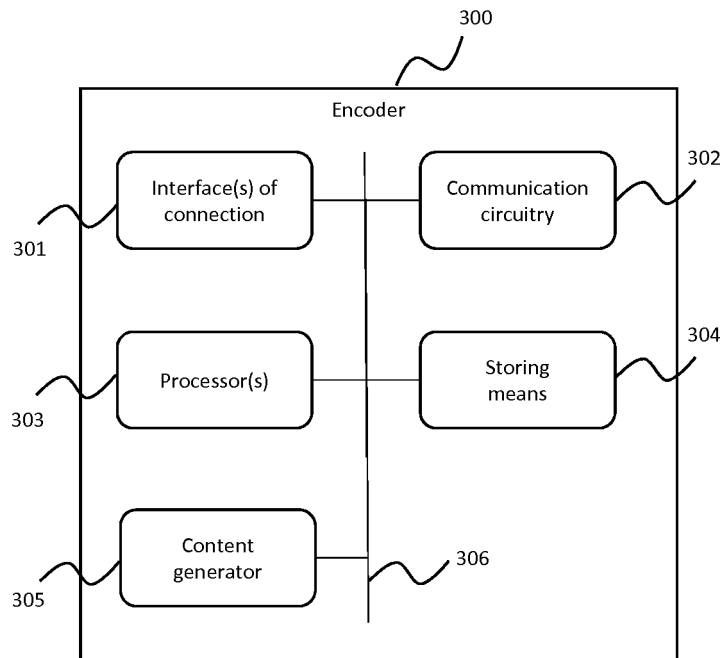 300
Encoder
Interface(s) of
connection
301
Communication
circuitry
302
Processor(s)
303
Storing
means
304
Content
generator
305
306